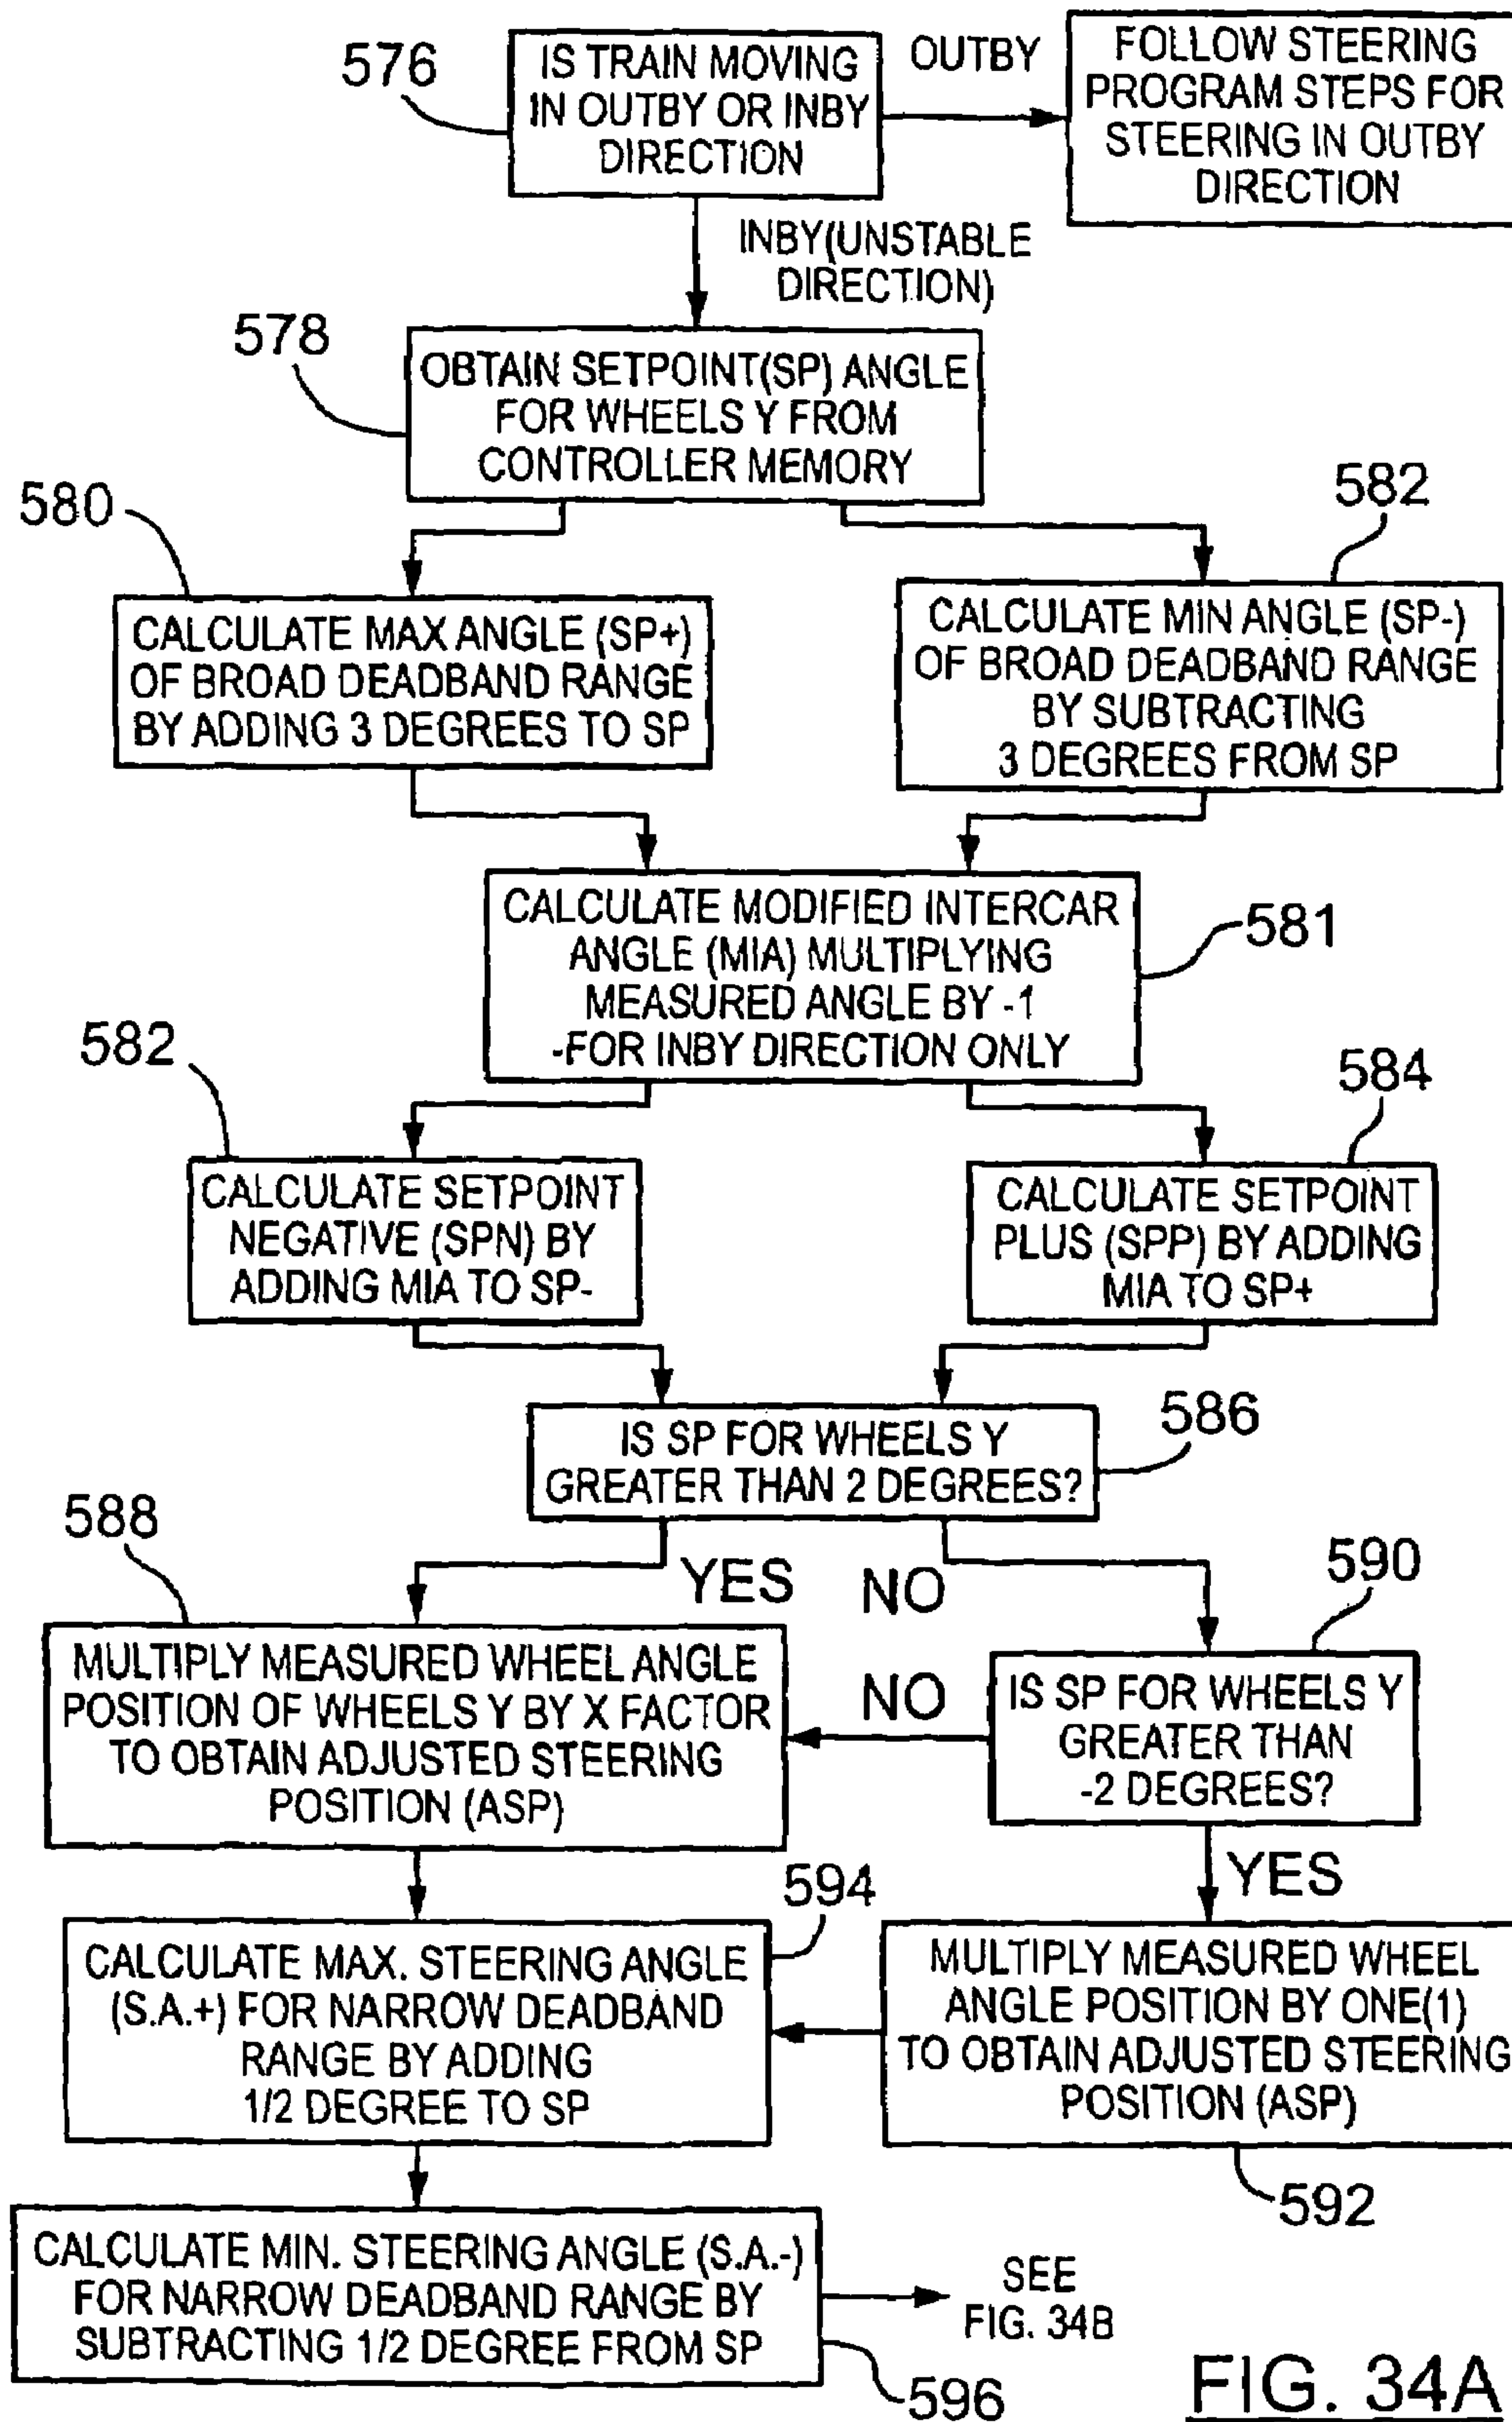 576
IS TRAIN MOVING
IN OUTBY OR INBY
DIRECTION
OUTBY
FOLLOW STEERING
PROGRAM STEPS FOR
STEERING IN OUTBY
DIRECTION
INBY(UNSTABLE
DIRECTION)
578
OBTAIN SETPOINT(SP) ANGLE
FOR WHEELS Y FROM
CONTROLLER MEMORY
580
CALCULATE MAX ANGLE (SP+)
OF BROAD DEADBAND RANGE
BY ADDING 3 DEGREES TO SP
582
CALCULATE MIN ANGLE (SP-)
OF BROAD DEADBAND RANGE
BY SUBTRACTING
3 DEGREES FROM SP
CALCULATE MODIFIED INTERCAR
ANGLE (MIA) MULTIPLYING
MEASURED ANGLE BY -1
-FOR INBY DIRECTION ONLY
581
582
CALCULATE SETPOINT
NEGATIVE (SPN) BY
ADDING MIA TO SP-
584
CALCULATE SETPOINT
PLUS (SPP) BY ADDING
MIA TO SP+
IS SP FOR WHEELS Y
GREATER THAN 2 DEGREES?
586
588
YES
NO
MULTIPLY MEASURED WHEEL ANGLE
POSITION OF WHEELS Y BY X FACTOR
TO OBTAIN ADJUSTED STEERING
POSITION (ASP)
NO
590
IS SP FOR WHEELS Y
GREATER THAN
-2 DEGREES?
YES
594
CALCULATE MAX. STEERING ANGLE
(S.A.+) FOR NARROW DEADBAND
RANGE BY ADDING
1/2 DEGREE TO SP
MULTIPLY MEASURED WHEEL
ANGLE POSITION BY ONE(1)
TO OBTAIN ADJUSTED STEERING
POSITION (ASP)
592
CALCULATE MIN. STEERING ANGLE (S.A.-)
FOR NARROW DEADBAND RANGE BY
SUBTRACTING 1/2 DEGREE FROM SP
596
SEE
FIG. 34B
FIG. 34A